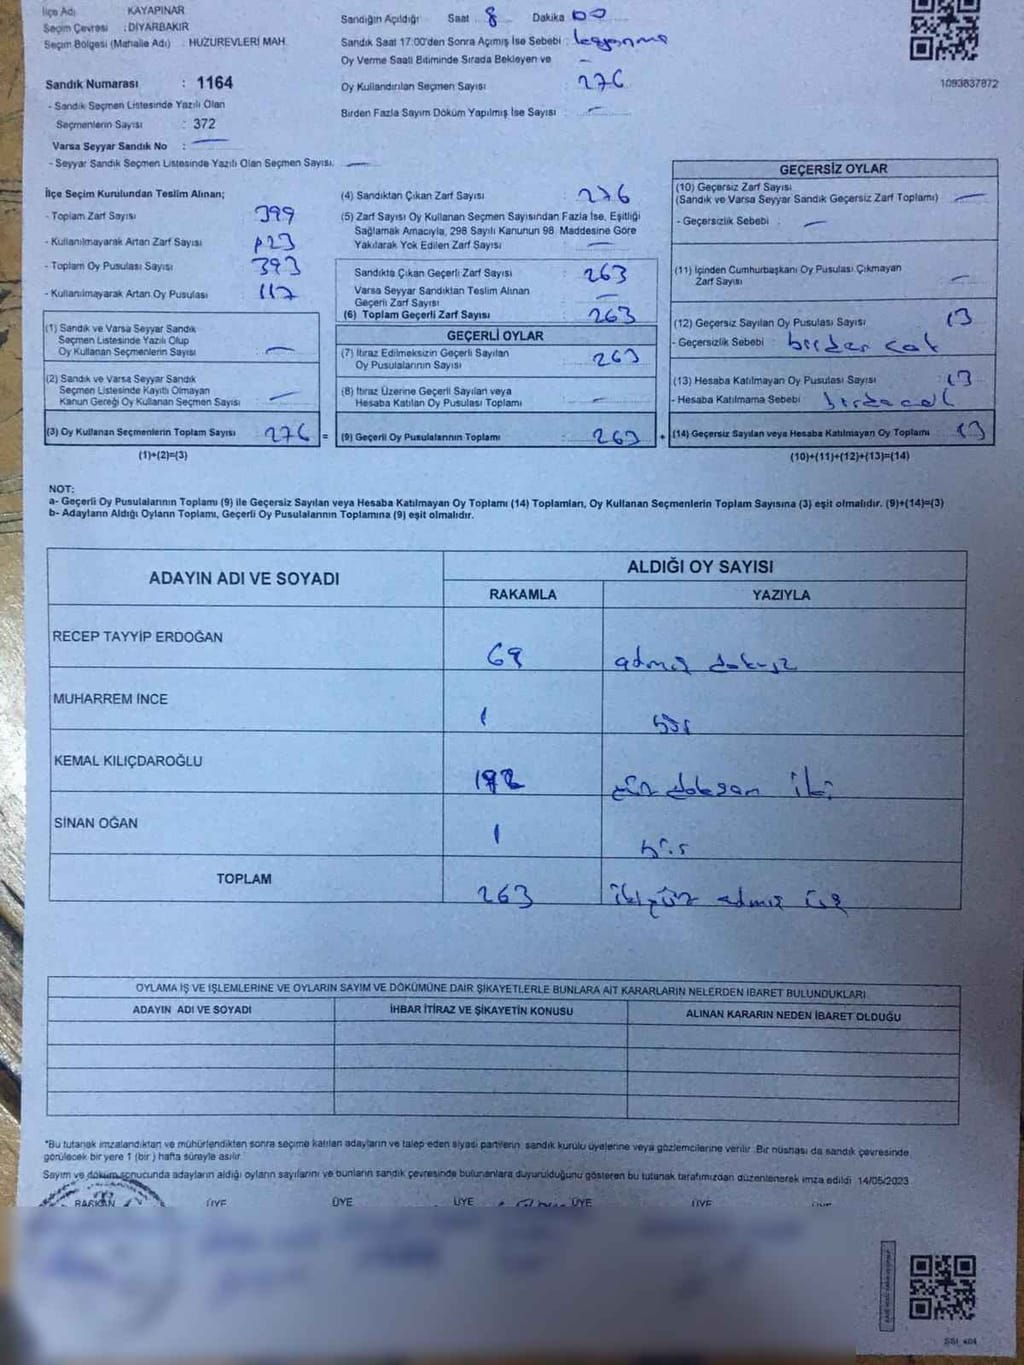 İlçe Adı KAYAPINAR
Seçim Çevresi : DİYARBAKIR
Seçim Bölgesi (Mahalle Adı) : HUZUREVLERİ MAH.
Sandık Numarası : 1164
- Sandık Seçmen Listesinde Yazılı Olan
Seçmenlerin Sayısı : 372
Varsa Seyyar Sandık No : —
- Seyyar Sandık Seçmen Listesinde Yazılı Olan Seçmen Sayısı: —
Sandığın Açıldığı Saat : 8 Dakika 00
Sandık Saat 17:00'den Sonra Açımış İse Sebebi :
Oy Verme Saati Bitiminde Sırada Bekleyen ve —
Oy Kullandırılan Seçmen Sayısı : 276
Birden Fazla Sayım Döküm Yapılmış İse Sayısı : —
1093837872
İlçe Seçim Kurulundan Teslim Alınan;
- Toplam Zarf Sayısı 399
- Kullanılmayarak Artan Zarf Sayısı 123
- Toplam Oy Pusulası Sayısı 393
- Kullanılmayarak Artan Oy Pusulası 117
(1) Sandık ve Varsa Seyyar Sandık
Seçmen Listesinde Yazılı Olup
Oy Kullanan Seçmenlerin Sayısı —
(2) Sandık ve Varsa Seyyar Sandık
Seçmen Listesinde Kayıtlı Olmayan
Kanun Gereği Oy Kullanan Seçmen Sayısı —
(3) Oy Kullanan Seçmenlerin Toplam Sayısı 276 =
(1)+(2)=(3)
(4) Sandıktan Çıkan Zarf Sayısı : 276
(5) Zarf Sayısı Oy Kullanan Seçmen Sayısından Fazla İse, Eşitliği
Sağlamak Amacıyla, 298 Sayılı Kanunun 98. Maddesine Göre
Yakılarak Yok Edilen Zarf Sayısı : —
Sandıkta Çıkan Geçerli Zarf Sayısı : 263
Varsa Seyyar Sandıktan Teslim Alınan
Geçerli Zarf Sayısı : —
(6) Toplam Geçerli Zarf Sayısı : 263
GEÇERLİ OYLAR
(7) İtiraz Edilmeksizin Geçerli Sayılan
Oy Pusulalarının Sayısı : 263
(8) İtiraz Üzerine Geçerli Sayılan veya
Hesaba Katılan Oy Pusulası Toplamı : —
(9) Geçerli Oy Pusulalarının Toplamı : 263 +
GEÇERSİZ OYLAR
(10) Geçersiz Zarf Sayısı
(Sandık ve Varsa Seyyar Sandık Geçersiz Zarf Toplamı) : —
- Geçersizlik Sebebi : —
(11) İçinden Cumhurbaşkanı Oy Pusulası Çıkmayan
Zarf Sayısı : —
(12) Geçersiz Sayılan Oy Pusulası Sayısı : 13
- Geçersizlik Sebebi : birden çok
(13) Hesaba Katılmayan Oy Pusulası Sayısı : 13
- Hesaba Katılmama Sebebi :
(14) Geçersiz Sayılan veya Hesaba Katılmayan Oy Toplamı : 13
(10)+(11)+(12)+(13)=(14)
NOT:
a- Geçerli Oy Pusulalarının Toplamı (9) ile Geçersiz Sayılan veya Hesaba Katılmayan Oy Toplamı (14) Toplamları, Oy Kullanan Seçmenlerin Toplam Sayısına (3) eşit olmalıdır. (9)+(14)=(3)
b- Adayların Aldığı Oyların Toplamı, Geçerli Oy Pusulalarının Toplamına (9) eşit olmalıdır.
ADAYIN ADI VE SOYADI ALDIĞI OY SAYISI
RAKAMLA YAZIYLA
RECEP TAYYİP ERDOĞAN 69 altmış dokuz
MUHARREM İNCE 1 bir
KEMAL KILIÇDAROĞLU 192 yüz doksan iki
SİNAN OĞAN 1 bir
TOPLAM 263 ikiyüz altmış üç
OYLAMA İŞ VE İŞLEMLERİNE VE OYLARIN SAYIM VE DÖKÜMÜNE DAİR ŞİKAYETLERLE BUNLARA AİT KARARLARIN NELERDEN İBARET BULUNDUKLARI
ADAYIN ADI VE SOYADI İHBAR İTİRAZ VE ŞİKAYETİN KONUSU ALINAN KARARIN NEDEN İBARET OLDUĞU
*Bu tutanak imzalandıktan ve mühürlendikten sonra seçime katılan adayların ve talep eden siyasi partilerin sandık kurulu üyelerine veya gözlemcilerine verilir. Bir nüshası da sandık çevresinde
görülecek bir yere 1 (bir) hafta süreyle asılır.
Sayım ve döküm sonucunda adayların aldığı oyların sayılarını ve bunların sandık çevresinde bulunanlara duyurulduğunu gösteren bu tutanak tarafımızdan düzenlenerek imza edildi 14/05/2023
BAŞKAN ÜYE ÜYE ÜYE ÜYE ÜYE